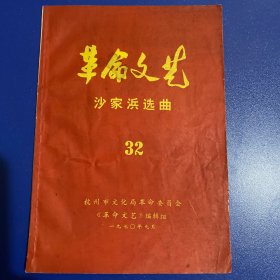 革命文艺
沙家浜选曲
32
杭州市文化局革命委员会
《革命文艺》编辑组
一九七〇年九月